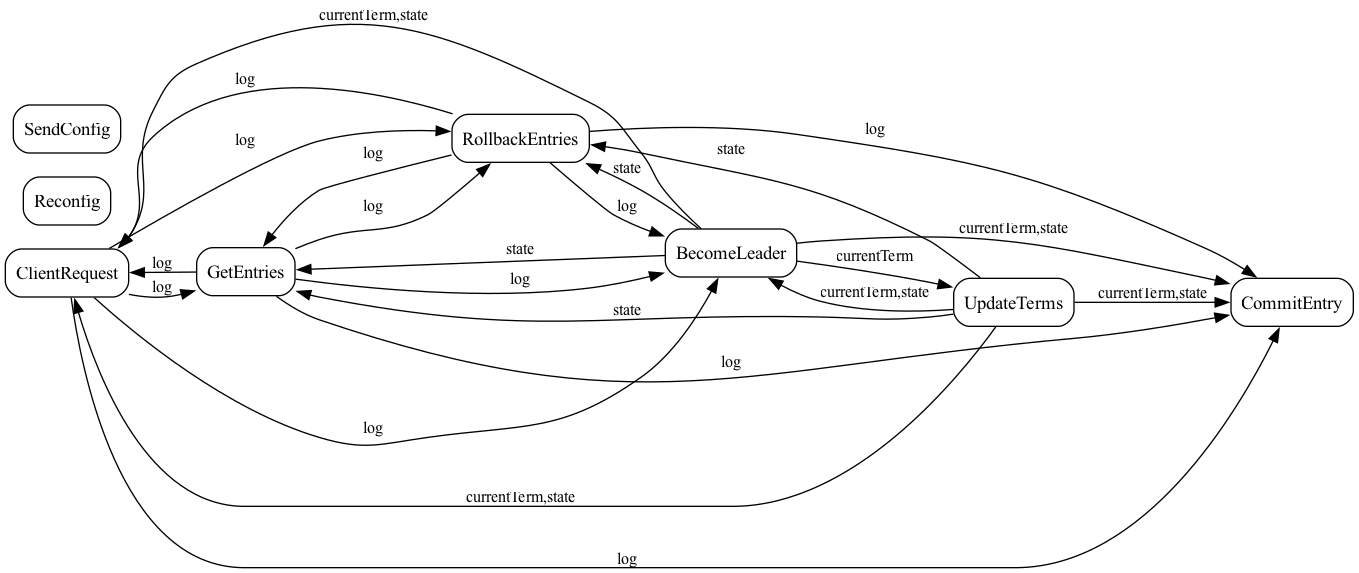 currentTerm,state
log
SendConfig
log
RollbackEntries
log
log
state
log
state
Reconfig
log
log
currentTerm,state
BecomeLeader
state
currentTerm
ClientRequest
log
GetEntries
log
log
currentTerm,state
currentTerm,state
UpdateTerms
CommitEntry
state
log
log
currentTerm,state
log